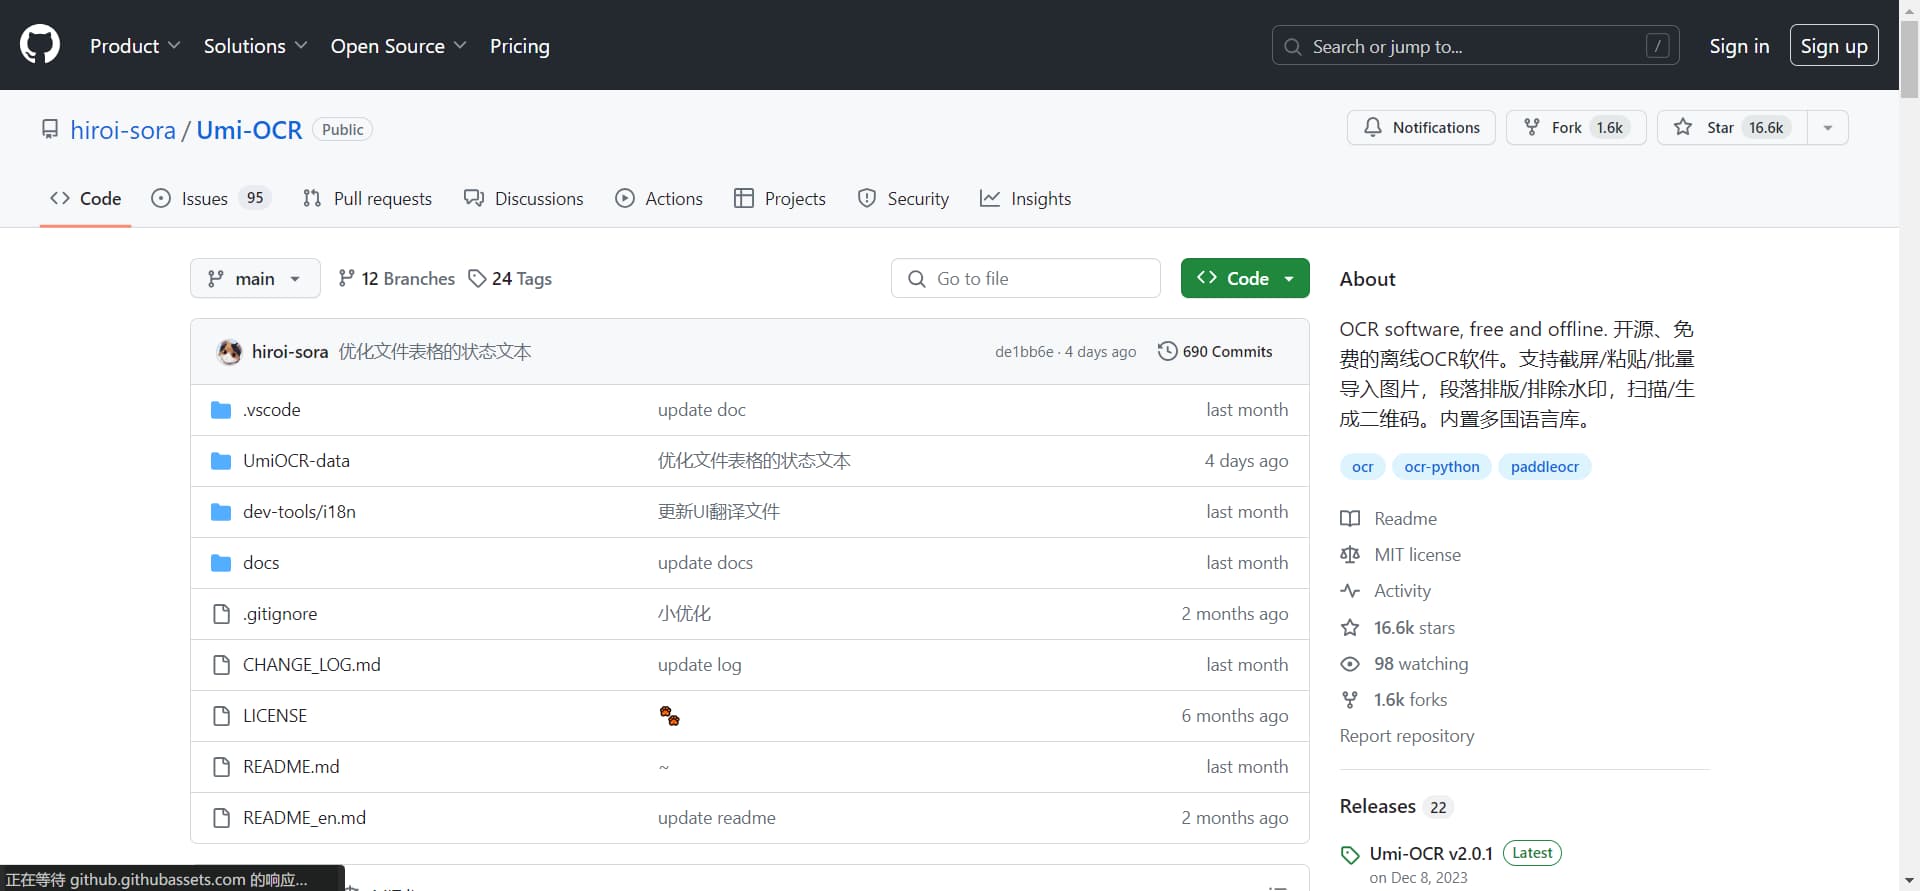 Product Solutions Open Source Pricing Search or jump to... / Sign in Sign up
hiroi-sora / Umi-OCR Public Notifications Fork 1.6k Star 16.6k
Code Issues 95 Pull requests Discussions Actions Projects Security Insights
main 12 Branches 24 Tags Go to file Code
hiroi-sora 优化文件表格的状态文本 de1bb6e · 4 days ago 690 Commits
.vscode update doc last month
UmiOCR-data 优化文件表格的状态文本 4 days ago
dev-tools/i18n 更新UI翻译文件 last month
docs update docs last month
.gitignore 小优化 2 months ago
CHANGE_LOG.md update log last month
LICENSE 6 months ago
README.md ~ last month
README_en.md update readme 2 months ago
About
OCR software, free and offline. 开源、免
费的离线OCR软件。支持截屏/粘贴/批量
导入图片，段落排版/排除水印，扫描/生
成二维码。内置多国语言库。
ocr ocr-python paddleocr
Readme
MIT license
Activity
16.6k stars
98 watching
1.6k forks
Report repository
Releases 22
Umi-OCR v2.0.1 Latest
on Dec 8, 2023
正在等待 github.githubassets.com 的响应...